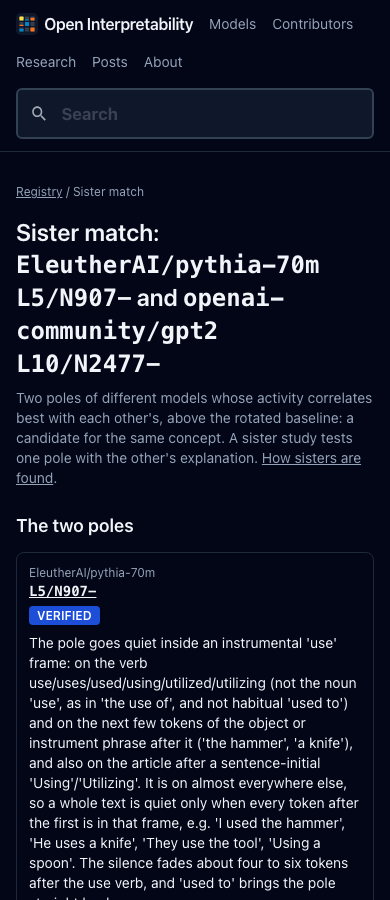 Open Interpretability Models Contributors
Research Posts About
Search
Registry / Sister match
Sister match:
EleutherAI/pythia-70m
L5/N907− and openai-
community/gpt2
L10/N2477−
Two poles of different models whose activity correlates
best with each other's, above the rotated baseline: a
candidate for the same concept. A sister study tests
one pole with the other's explanation. How sisters are
found.
The two poles
EleutherAI/pythia-70m
L5/N907−
VERIFIED
The pole goes quiet inside an instrumental 'use'
frame: on the verb
use/uses/used/using/utilized/utilizing (not the noun
'use', as in 'the use of', and not habitual 'used to')
and on the next few tokens of the object or
instrument phrase after it ('the hammer', 'a knife'),
and also on the article after a sentence-initial
'Using'/'Utilizing'. It is on almost everywhere else,
so a whole text is quiet only when every token after
the first is in that frame, e.g. 'I used the hammer',
'He uses a knife', 'They use the tool', 'Using a
spoon'. The silence fades about four to six tokens
after the use verb, and 'used to' brings the pole